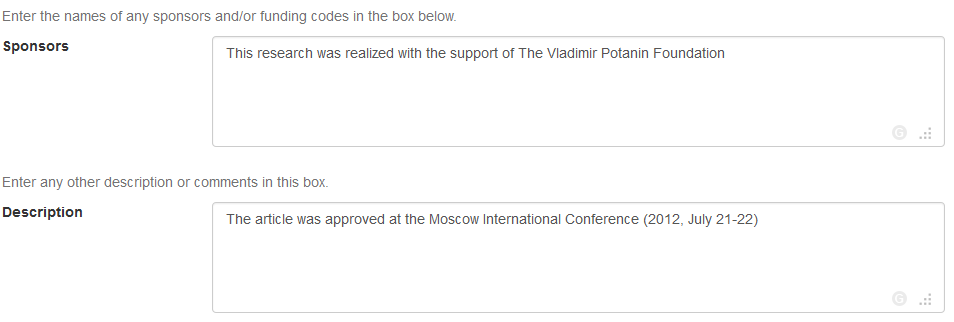 Enter the names of any sponsors and/or funding codes in the box below.
Sponsors
This research was realized with the support of The Vladimir Potanin Foundation
Enter any other description or comments in this box.
Description
The article was approved at the Moscow International Conference (2012, July 21-22)